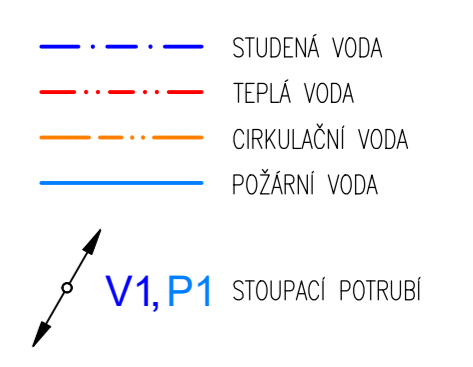 STUDENÁ VODA
TEPLÁ VODA
CIRKULAČNÍ VODA
POŽÁRNÍ VODA
V1, P1 STOUPACÍ POTRUBÍ